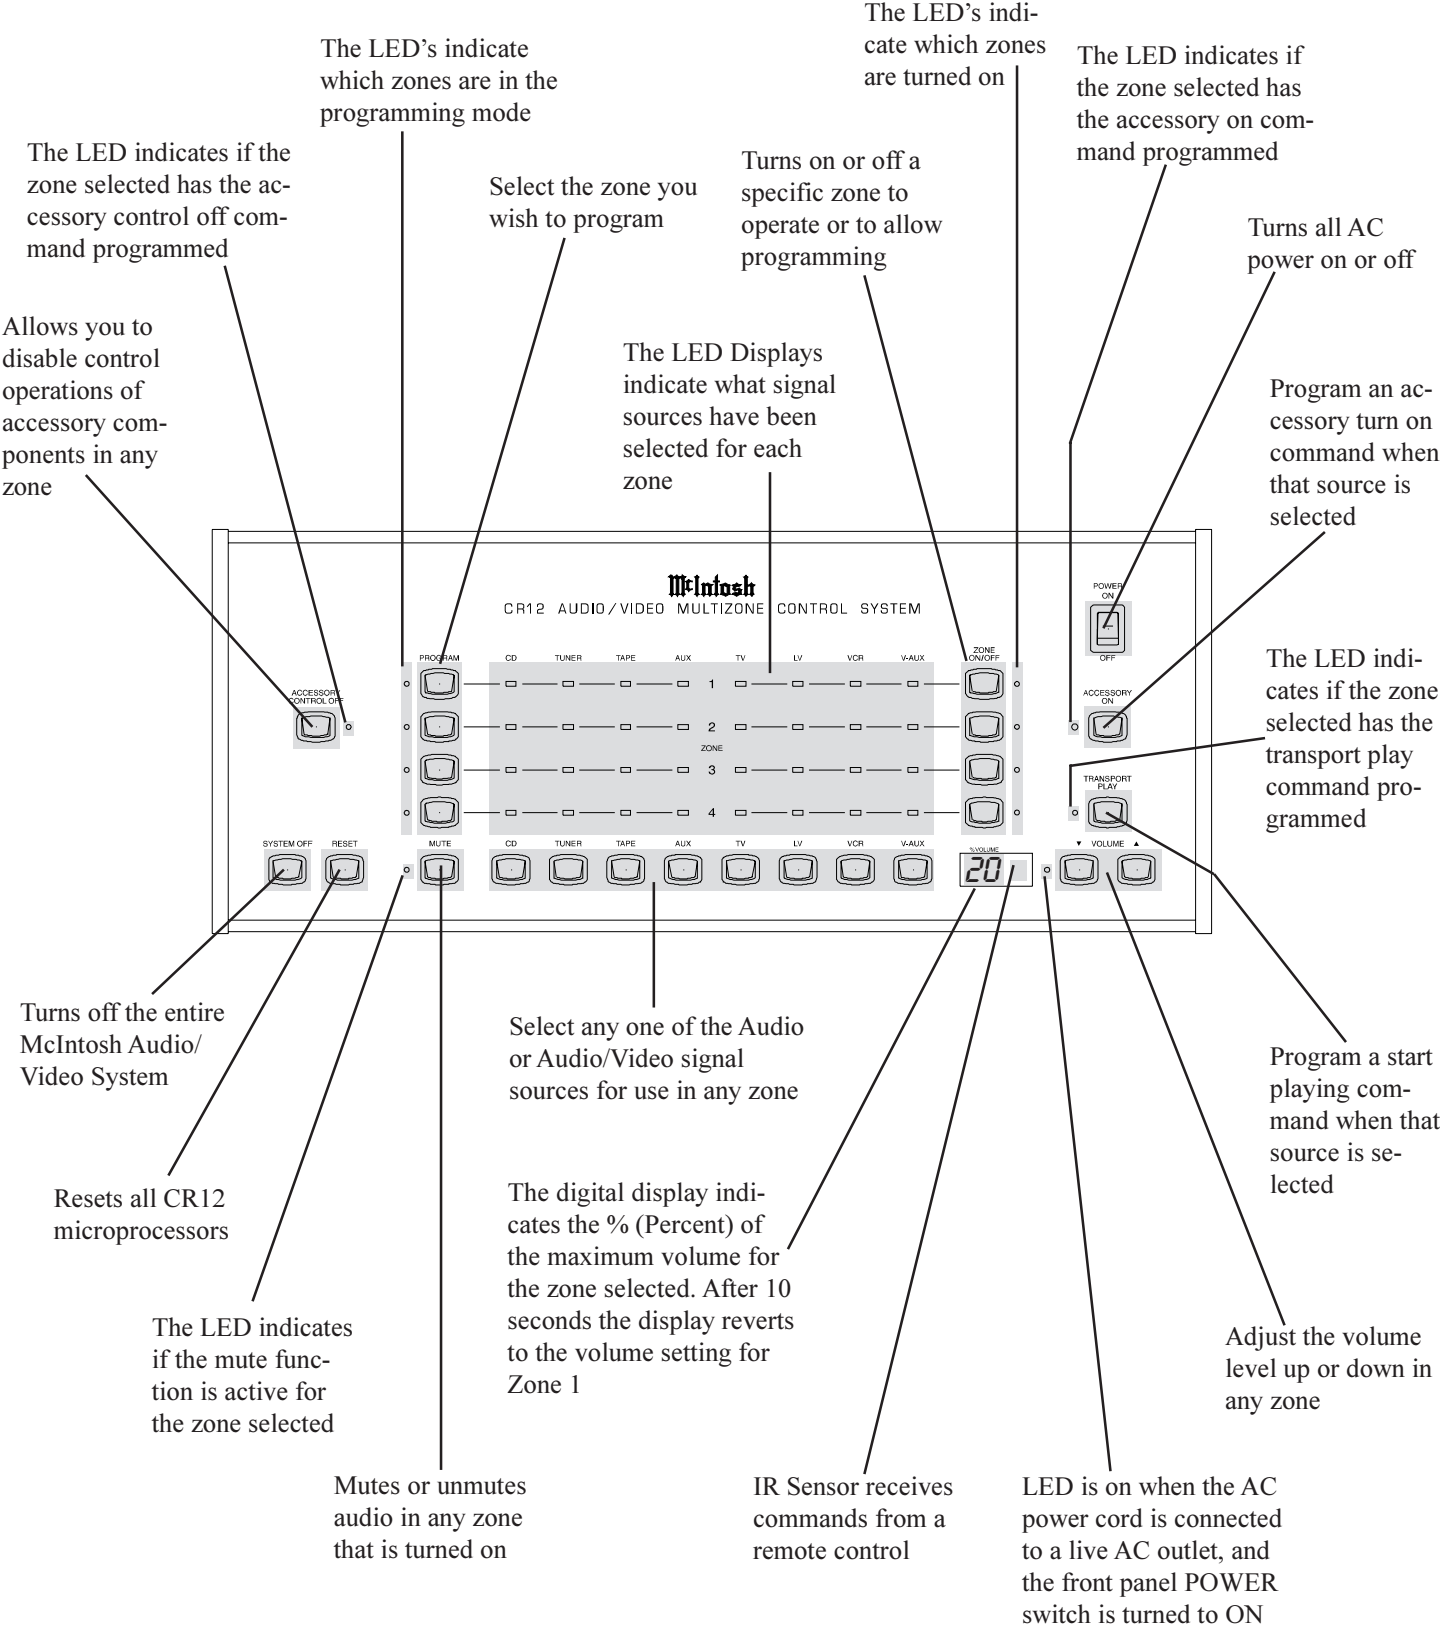 The LED's indi-
cate which zones
are turned on
The LED's indicate
which zones are in the
programming mode
The LED indicates if
the zone selected has
the accessory on com-
mand programmed
The LED indicates if the
zone selected has the ac-
cessory control off com-
mand programmed
Select the zone you
wish to program
Turns on or off a
specific zone to
operate or to allow
programming
Turns all AC
power on or off
Allows you to
disable control
operations of
accessory com-
ponents in any
zone
The LED Displays
indicate what signal
sources have been
selected for each
zone
Program an ac-
cessory turn on
command when
that source is
selected
McIntosh
CR12 AUDIO/VIDEO MULTIZONE CONTROL SYSTEM
POWER
ON
OFF
PROGRAM
CD TUNER TAPE AUX TV LV VCR V-AUX
ZONE
ON/OFF
1
2
ZONE
3
4
ACCESSORY
CONTROL OFF
ACCESSORY
ON
TRANSPORT
PLAY
The LED indi-
cates if the zone
selected has the
transport play
command pro-
grammed
SYSTEM OFF RESET MUTE CD TUNER TAPE AUX TV LV VCR V-AUX
%VOLUME
20
▼ VOLUME ▲
Turns off the entire
McIntosh Audio/
Video System
Select any one of the Audio
or Audio/Video signal
sources for use in any zone
Program a start
playing com-
mand when that
source is se-
lected
Resets all CR12
microprocessors
The digital display indi-
cates the % (Percent) of
the maximum volume for
the zone selected. After 10
seconds the display reverts
to the volume setting for
Zone 1
The LED indicates
if the mute func-
tion is active for
the zone selected
Adjust the volume
level up or down in
any zone
Mutes or unmutes
audio in any zone
that is turned on
IR Sensor receives
commands from a
remote control
LED is on when the AC
power cord is connected
to a live AC outlet, and
the front panel POWER
switch is turned to ON